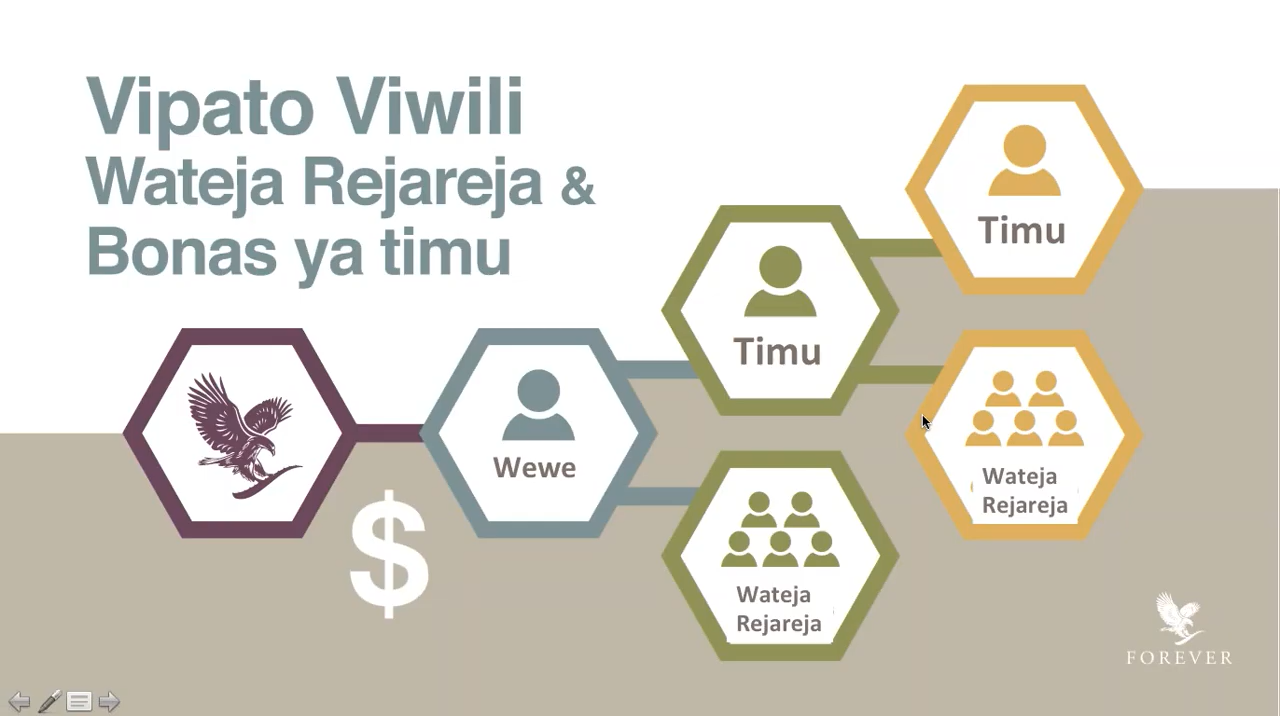 Vipato Viwili
Wateja Rejareja &
Bonas ya timu
Timu
Timu
Wewe
Wateja
Rejareja
$
Wateja
Rejareja
FOREVER